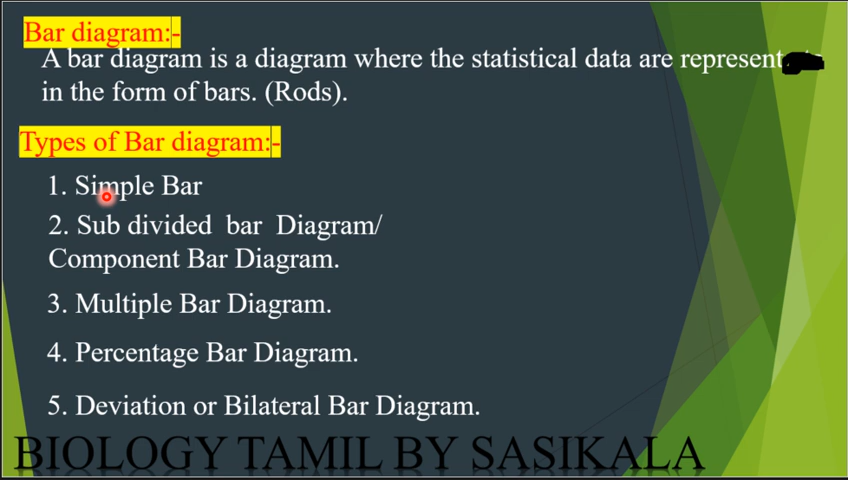 Bar diagram:-
A bar diagram is a diagram where the statistical data are represent
in the form of bars. (Rods).
Types of Bar diagram:-
1. Simple Bar
2. Sub divided bar Diagram/
Component Bar Diagram.
3. Multiple Bar Diagram.
4. Percentage Bar Diagram.
5. Deviation or Bilateral Bar Diagram.
BIOLOGY TAMIL BY SASIKALA